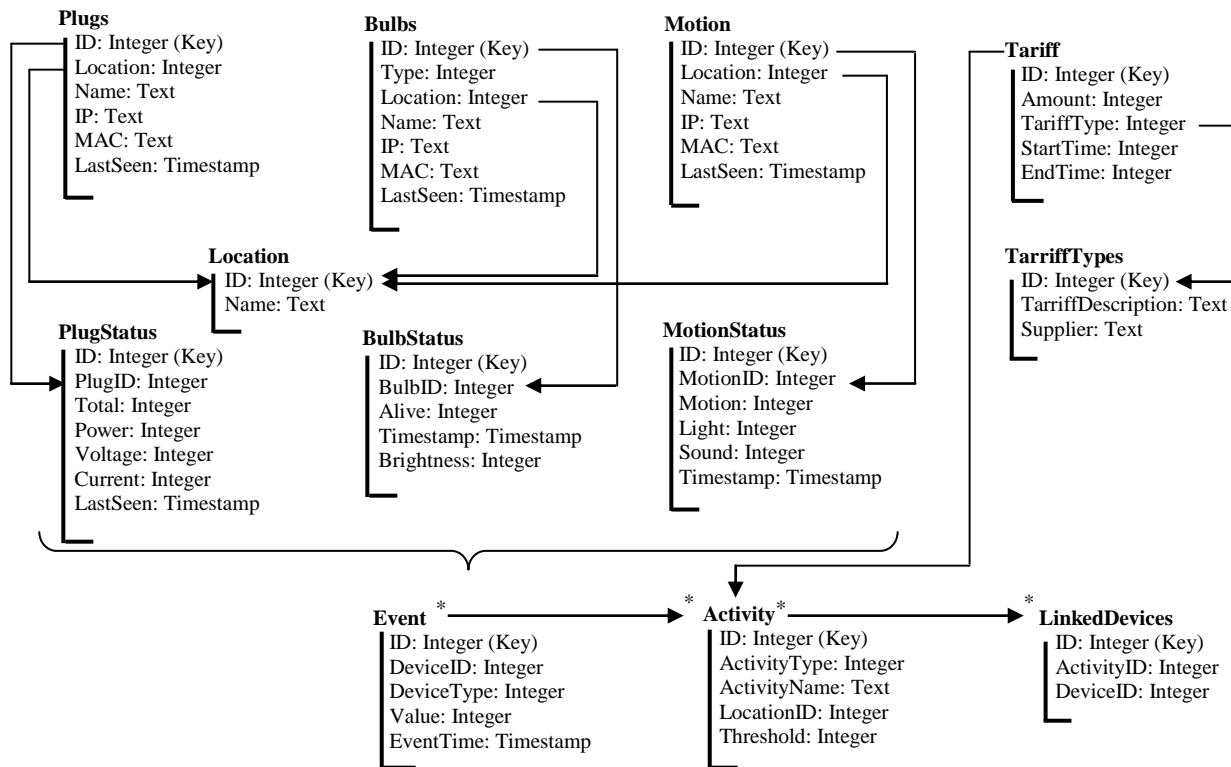 Plugs
ID: Integer (Key)
Location: Integer
Name: Text
IP: Text
MAC: Text
LastSeen: Timestamp
Bulbs
ID: Integer (Key)
Type: Integer
Location: Integer
Name: Text
IP: Text
MAC: Text
LastSeen: Timestamp
Motion
ID: Integer (Key)
Location: Integer
Name: Text
IP: Text
MAC: Text
LastSeen: Timestamp
Tariff
ID: Integer (Key)
Amount: Integer
TariffType: Integer
StartTime: Integer
EndTime: Integer
Location
ID: Integer (Key)
Name: Text
TarriffTypes
ID: Integer (Key)
TarriffDescription: Text
Supplier: Text
PlugStatus
ID: Integer (Key)
PlugID: Integer
Total: Integer
Power: Integer
Voltage: Integer
Current: Integer
LastSeen: Timestamp
BulbStatus
ID: Integer (Key)
BulbID: Integer
Alive: Integer
Timestamp: Timestamp
Brightness: Integer
MotionStatus
ID: Integer (Key)
MotionID: Integer
Motion: Integer
Light: Integer
Sound: Integer
Timestamp: Timestamp
Event *
ID: Integer (Key)
DeviceID: Integer
DeviceType: Integer
Value: Integer
EventTime: Timestamp
* Activity *
ID: Integer (Key)
ActivityType: Integer
ActivityName: Text
LocationID: Integer
Threshold: Integer
* LinkedDevices
ID: Integer (Key)
ActivityID: Integer
DeviceID: Integer